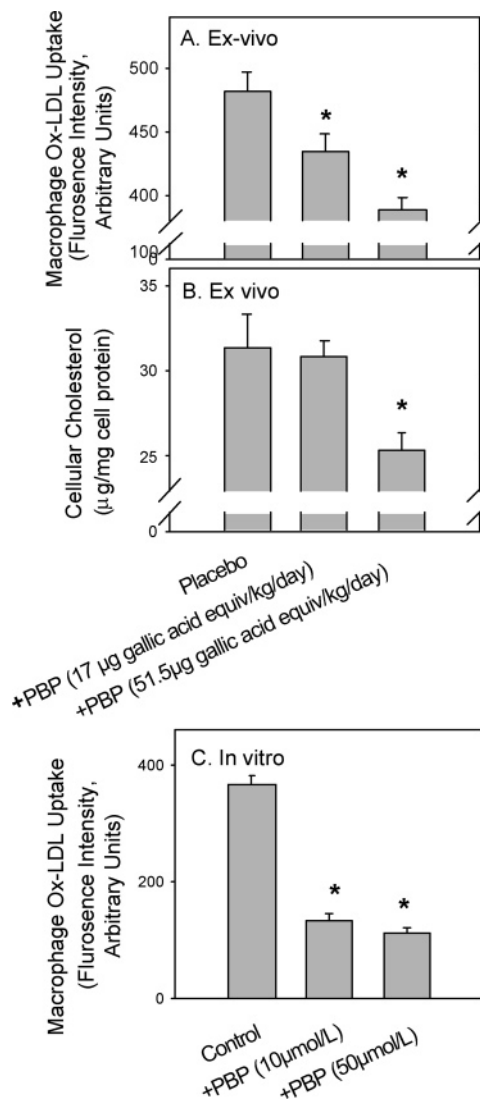 A. Ex-vivo
Macrophage Ox-LDL Uptake
(Flurosence Intensity,
Arbitrary Units)
500
450
400
100
0
*
*
B. Ex vivo
Cellular Cholesterol
(μg/mg cell protein)
35
30
25
0
*
Placebo
+PBP (17 μg gallic acid equiv/kg/day)
+PBP (51.5μg gallic acid equiv/kg/day)
C. In vitro
Macrophage Ox-LDL Uptake
(Flurosence Intensity,
Arbitrary Units)
400
200
0
*
*
Control
+PBP (10μmol/L)
+PBP (50μmol/L)